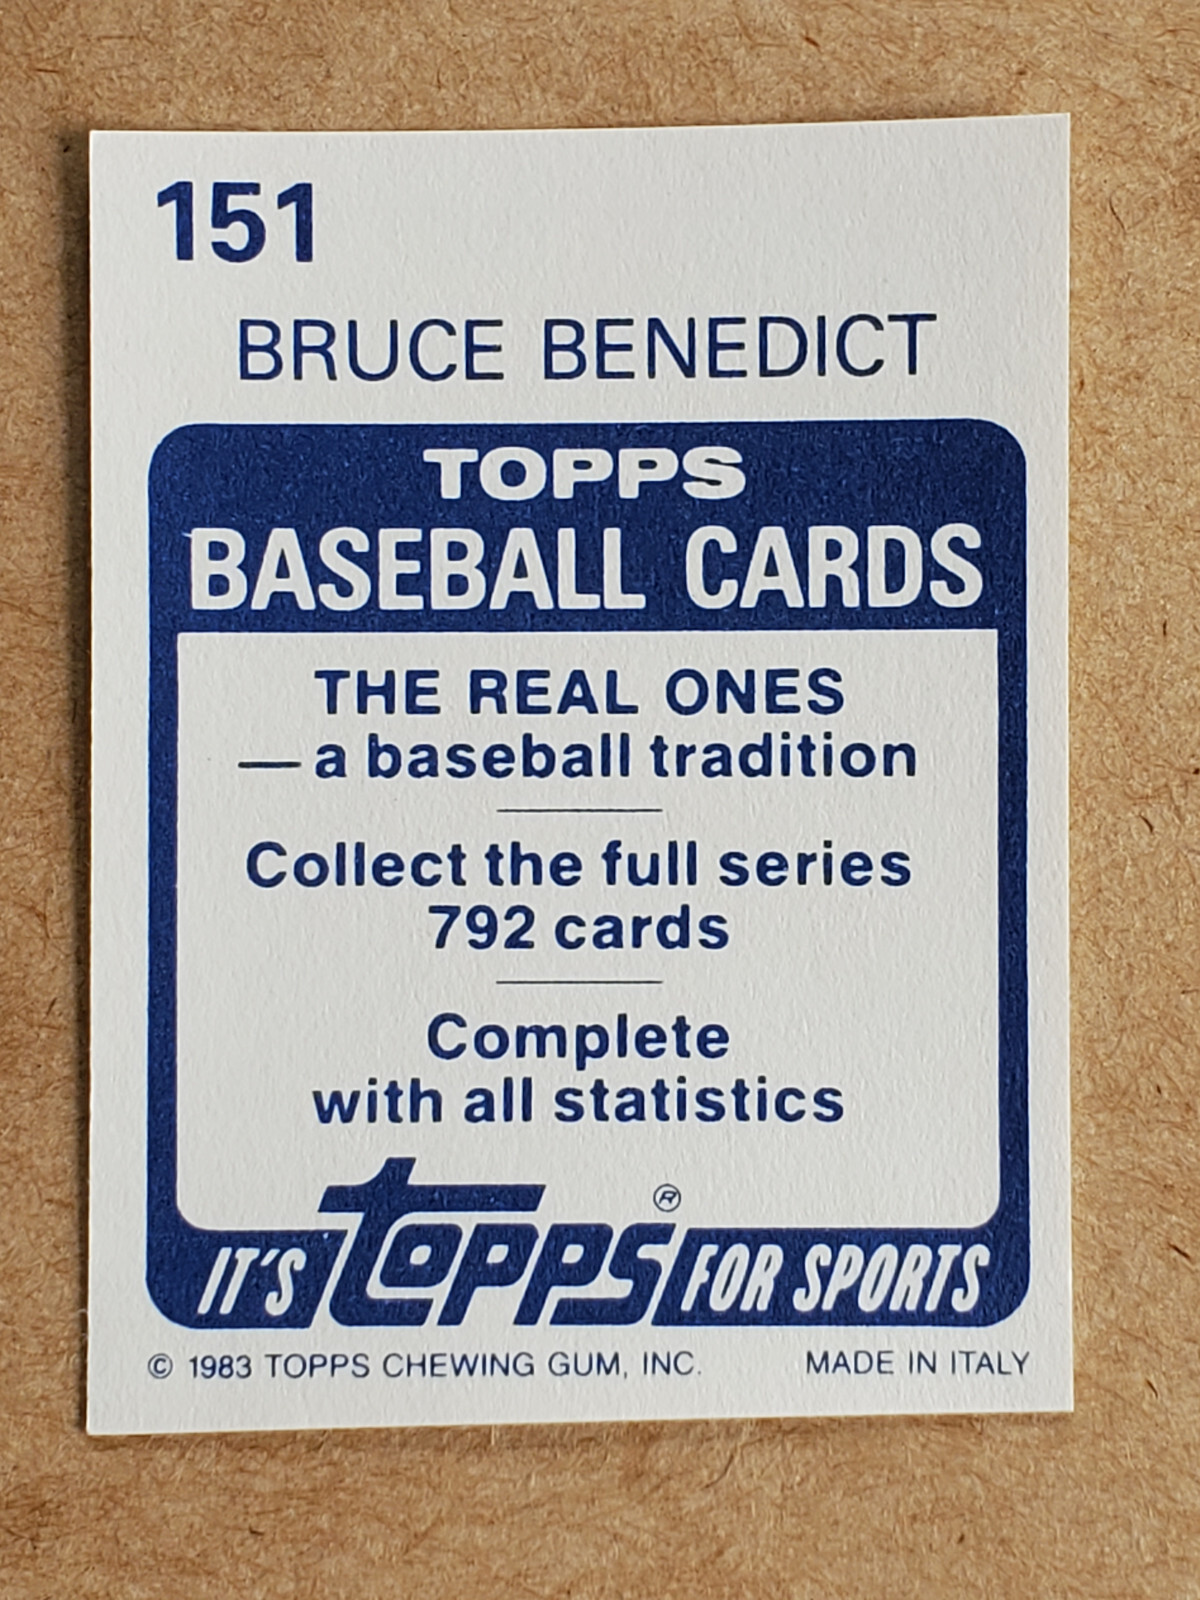 151
BRUCE BENEDICT
TOPPS
BASEBALL CARDS
THE REAL ONES
— a baseball tradition
Collect the full series
792 cards
Complete
with all statistics
IT'S topps® FOR SPORTS
© 1983 TOPPS CHEWING GUM, INC. MADE IN ITALY